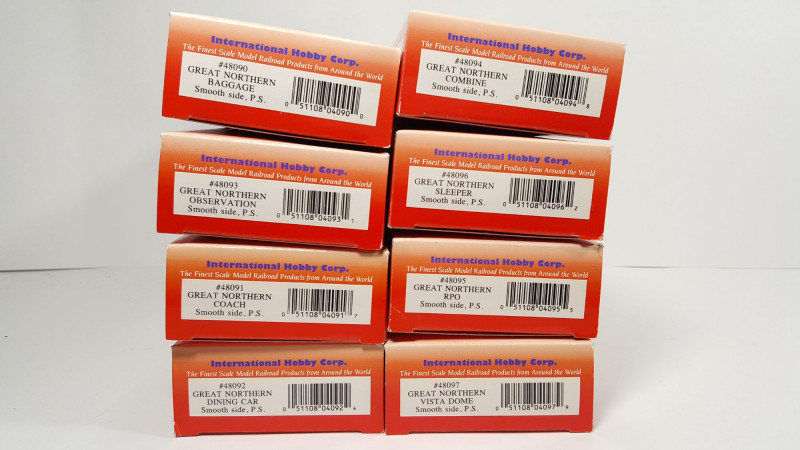 International Hobby Corp.
The Finest Scale Model Railroad Products from Around the World
#48090
GREAT NORTHERN
BAGGAGE
Smooth side, P.S.
0 51108 04090 0
International Hobby Corp.
The Finest Scale Model Railroad Products from Around the World
#48094
GREAT NORTHERN
COMBINE
Smooth side, P.S.
0 51108 04094 8
International Hobby Corp.
The Finest Scale Model Railroad Products from Around the World
#48093
GREAT NORTHERN
OBSERVATION
Smooth side, P.S.
0 51108 04093 1
International Hobby Corp.
The Finest Scale Model Railroad Products from Around the World
#48096
GREAT NORTHERN
SLEEPER
Smooth side, P.S.
0 51108 04096 2
International Hobby Corp.
The Finest Scale Model Railroad Products from Around the World
#48091
GREAT NORTHERN
COACH
Smooth side, P.S.
0 51108 04091 7
International Hobby Corp.
The Finest Scale Model Railroad Products from Around the World
#48095
GREAT NORTHERN
RPO
Smooth side, P.S.
0 51108 04095 5
International Hobby Corp.
The Finest Scale Model Railroad Products from Around the World
#48092
GREAT NORTHERN
DINING CAR
Smooth side, P.S.
0 51108 04092 4
International Hobby Corp.
The Finest Scale Model Railroad Products from Around the World
#48097
GREAT NORTHERN
VISTA DOME
Smooth side, P.S.
0 51108 04097 9